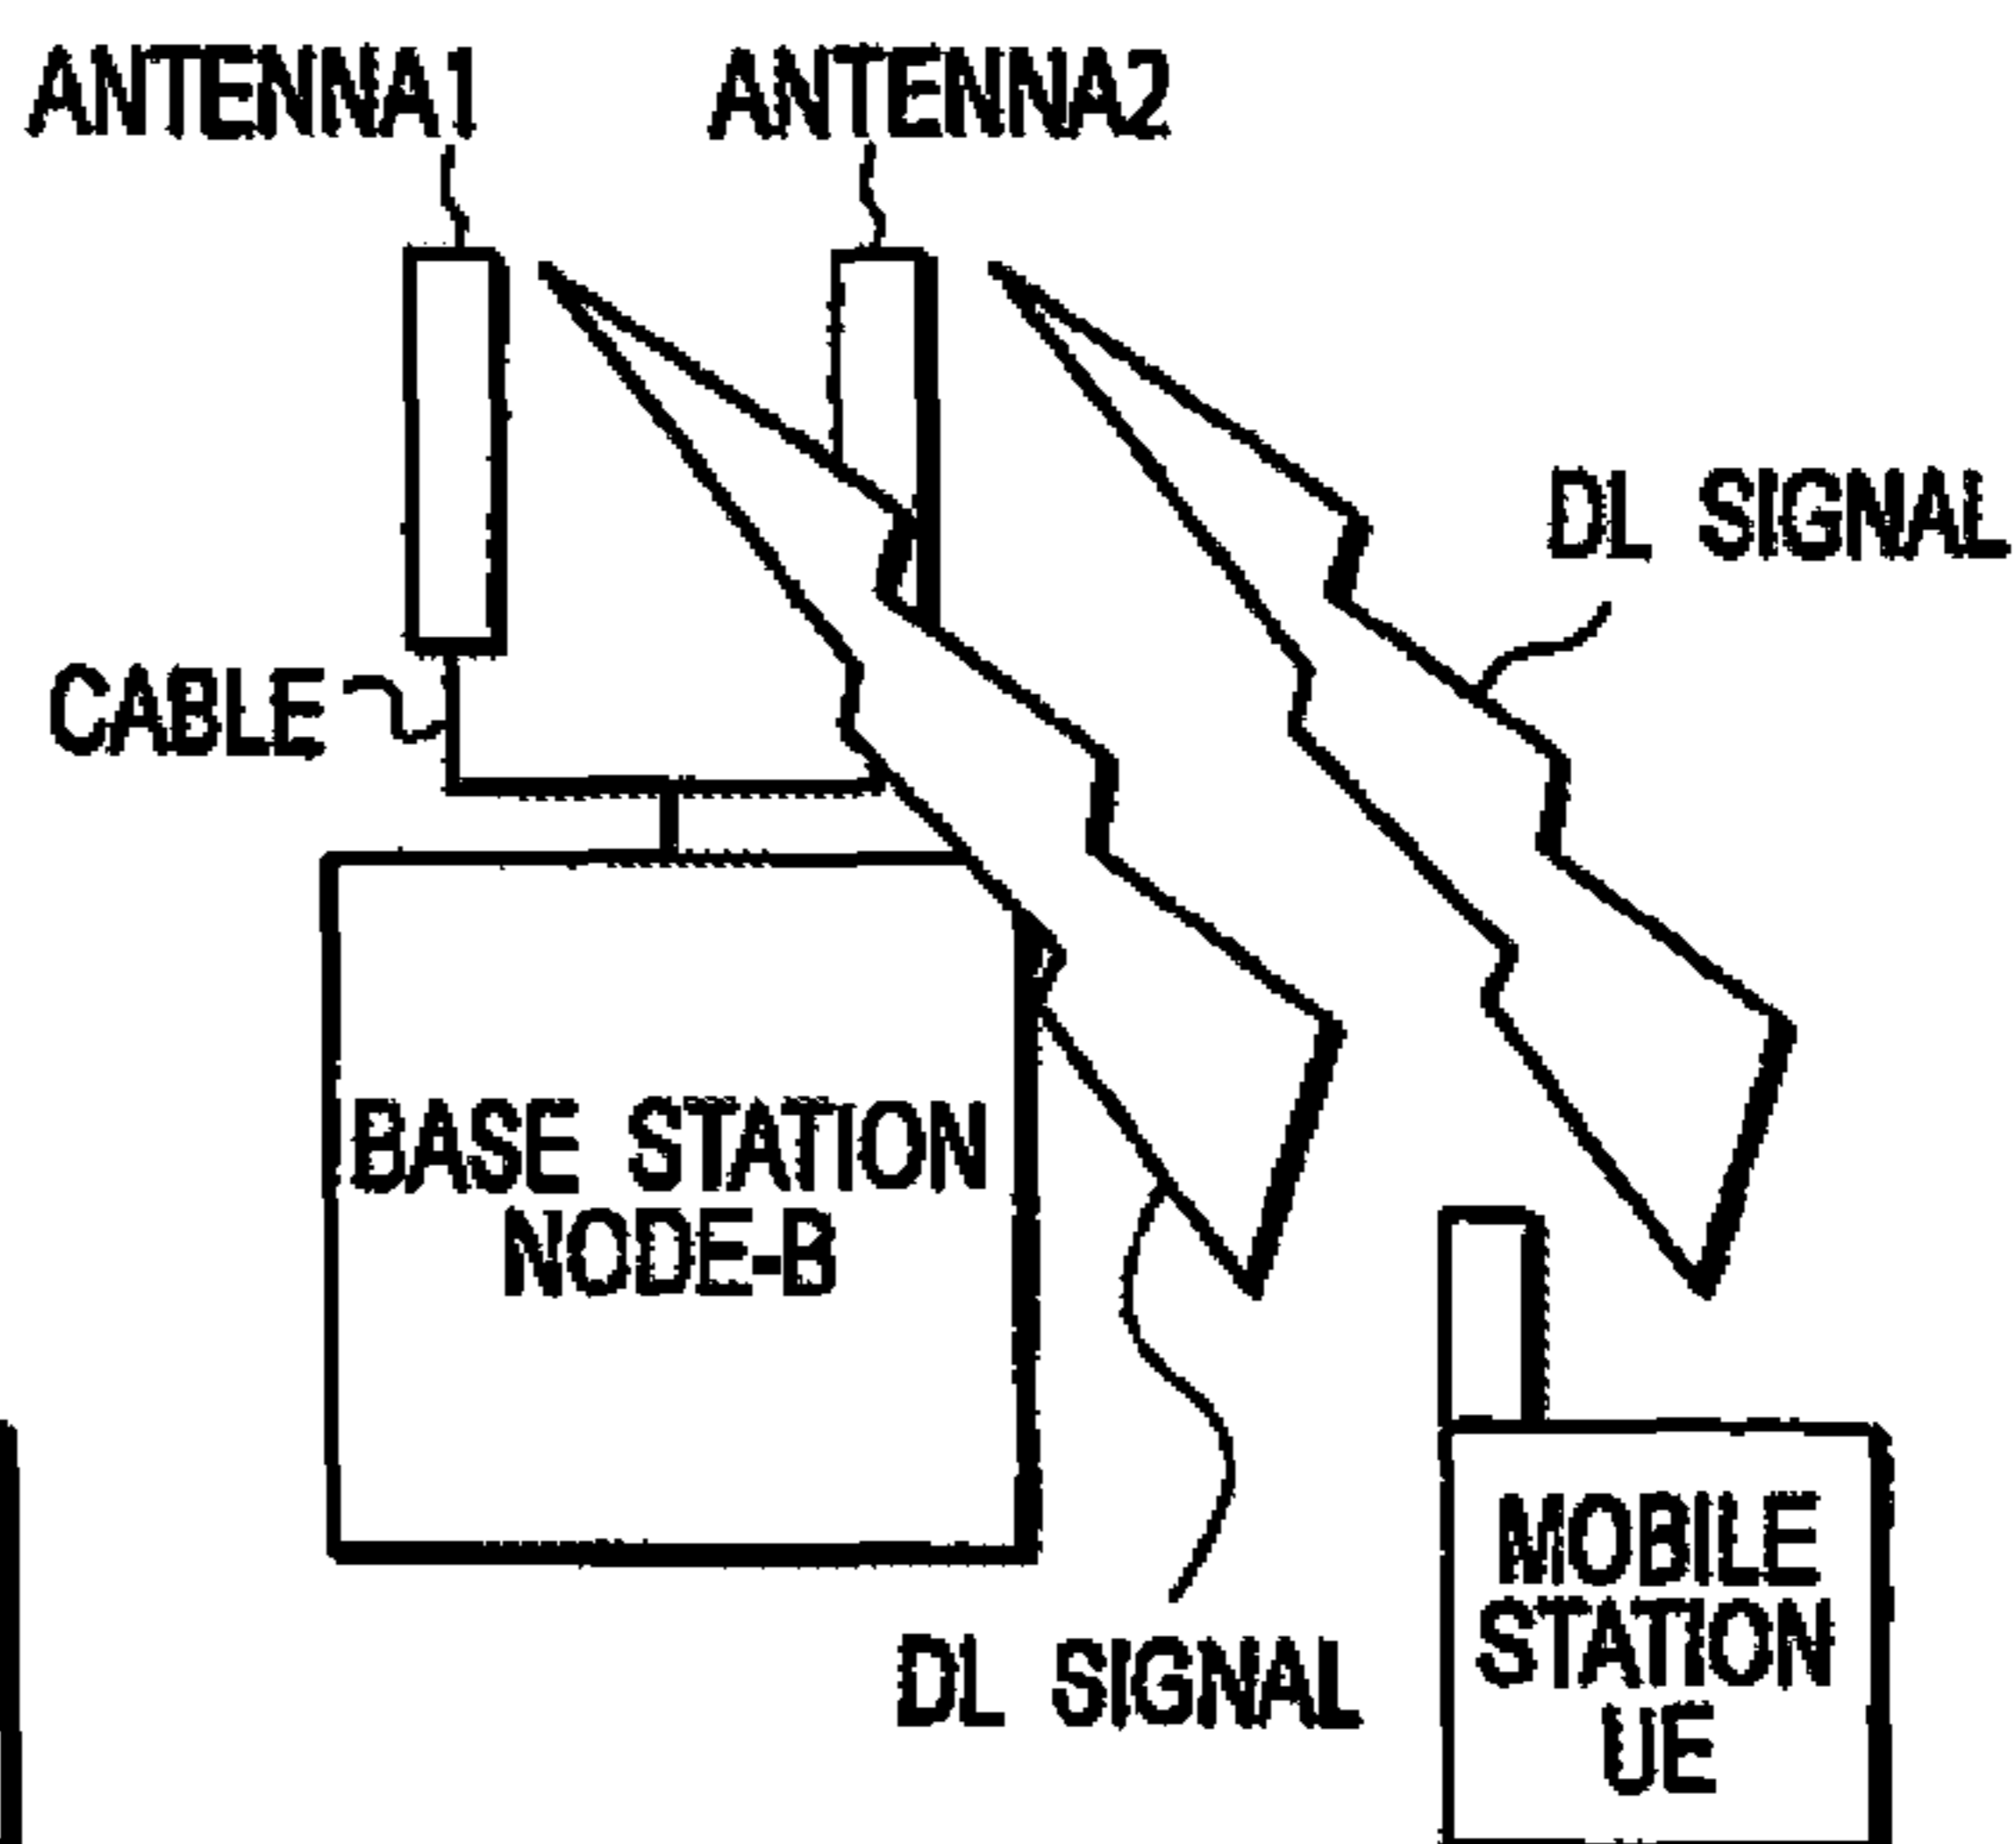 ANTENNA1
ANTENNA2
DL SIGNAL
CABLE
BASE STATION
NODE-B
DL SIGNAL
MOBILE
STATION
UE